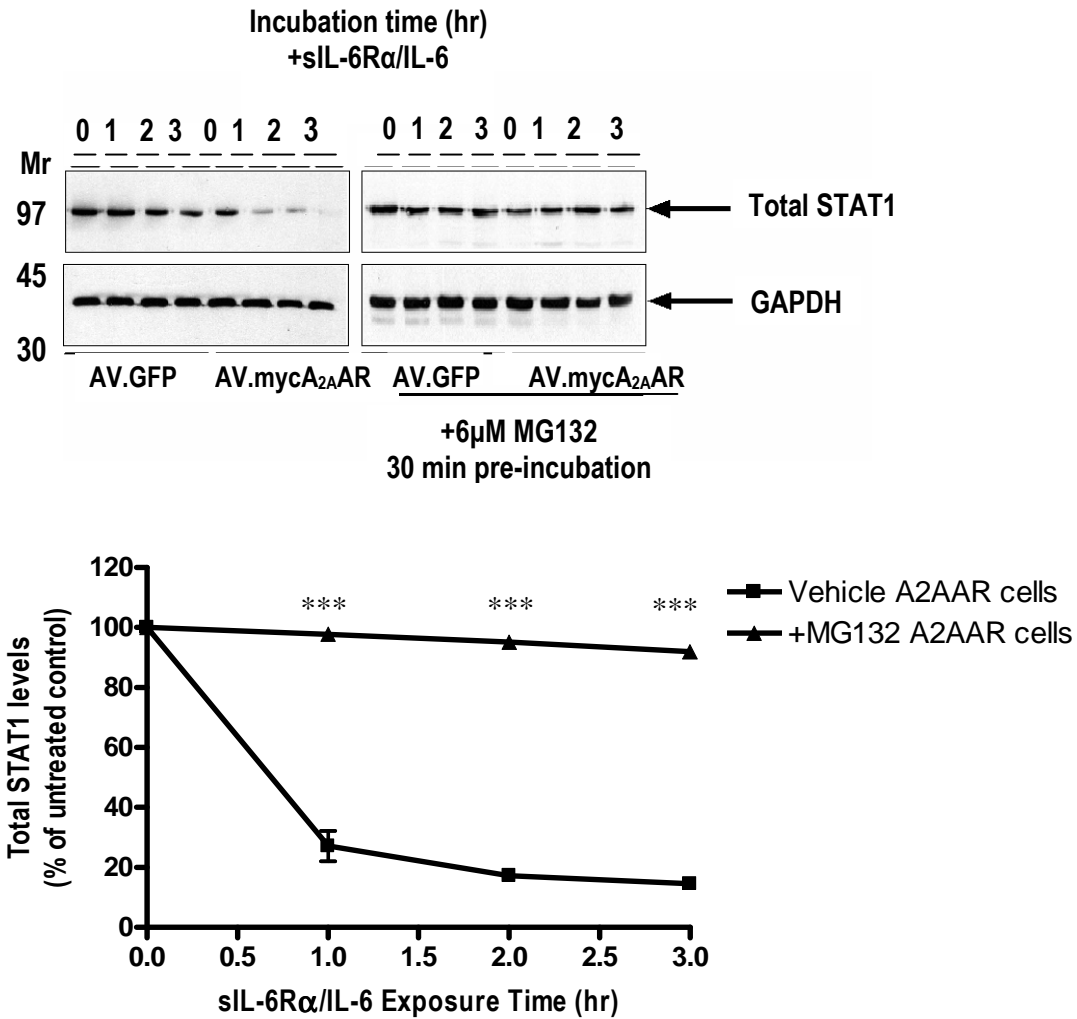 Incubation time (hr)
+sIL-6Rα/IL-6
0 1 2 3 0 1 2 3 0 1 2 3 0 1 2 3
Mr
97
Total STAT1
45
GAPDH
30
AV.GFP AV.mycA₂ₐAR AV.GFP AV.mycA₂ₐAR
+6µM MG132
30 min pre-incubation
120
100
80
60
40
20
0
Total STAT1 levels
(% of untreated control)
*** *** ***
Vehicle A2AAR cells
+MG132 A2AAR cells
0.0 0.5 1.0 1.5 2.0 2.5 3.0
sIL-6Rα/IL-6 Exposure Time (hr)